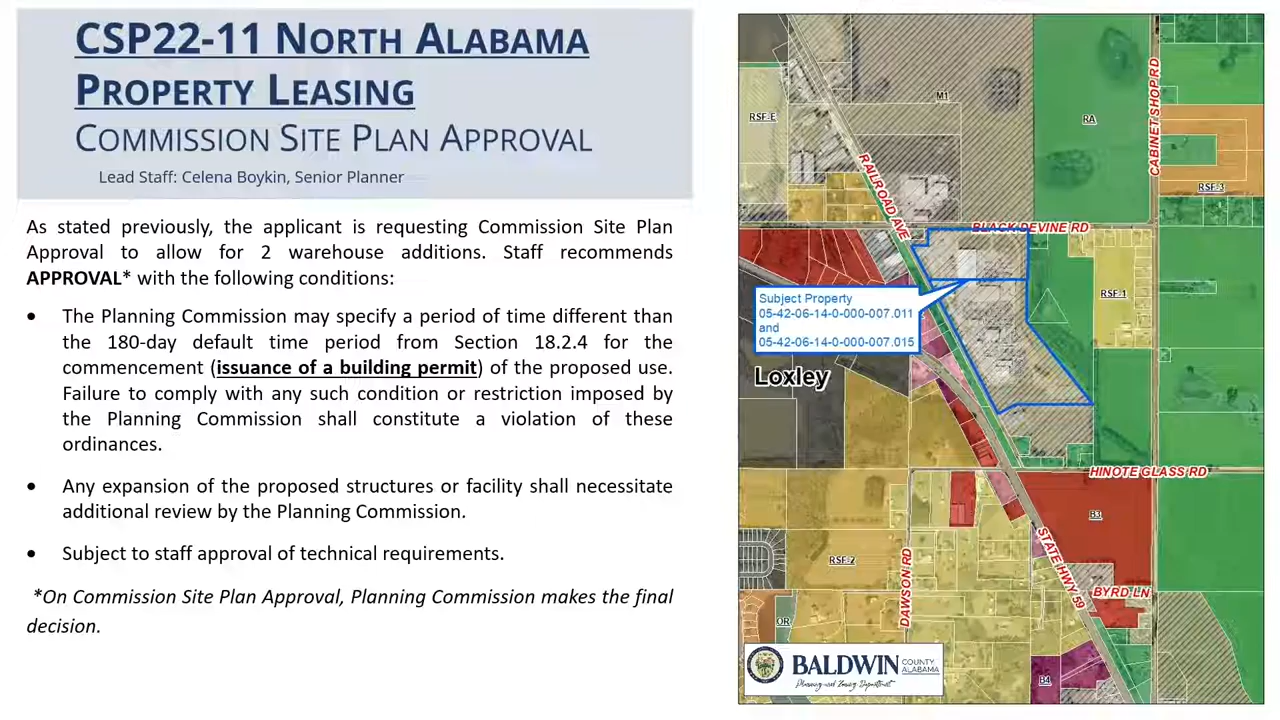 CSP22-11 NORTH ALABAMA
PROPERTY LEASING
COMMISSION SITE PLAN APPROVAL
Lead Staff: Celena Boykin, Senior Planner
As stated previously, the applicant is requesting Commission Site Plan
Approval to allow for 2 warehouse additions. Staff recommends
APPROVAL* with the following conditions:
• The Planning Commission may specify a period of time different than
the 180-day default time period from Section 18.2.4 for the
commencement (issuance of a building permit) of the proposed use.
Failure to comply with any such condition or restriction imposed by
the Planning Commission shall constitute a violation of these
ordinances.
• Any expansion of the proposed structures or facility shall necessitate
additional review by the Planning Commission.
• Subject to staff approval of technical requirements.
*On Commission Site Plan Approval, Planning Commission makes the final
decision.
M1
RSF-E
RA
CABINET SHOP RD
RSF-3
RAILROAD AVE
BLACK DEVINE RD
RSF-1
Subject Property
05-42-06-14-0-000-007.011
and
05-42-06-14-0-000-007.015
Loxley
HINOTE GLASS RD
B3
RSF-2
DAWSON RD
STATE HWY 59
BYRD LN
OR
B4
BALDWIN
COUNTY
ALABAMA
Planning and Zoning Department